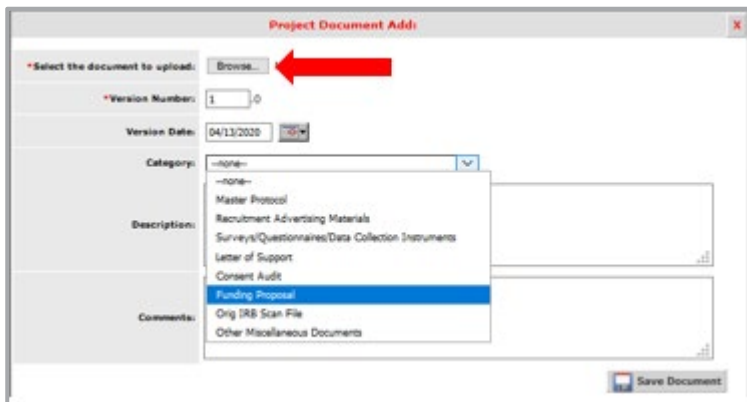 Project Document Add:
X
*Select the document to upload: Browse...
*Version Number: 1 .0
Version Date: 04/13/2020
Category: --none--
--none--
Master Protocol
Recruitment Advertising Materials
Surveys/Questionnaires/Data Collection Instruments
Description:
Letter of Support
Consent Audit
Funding Proposal
Comments: Orig IRB Scan File
Other Miscellaneous Documents
Save Document